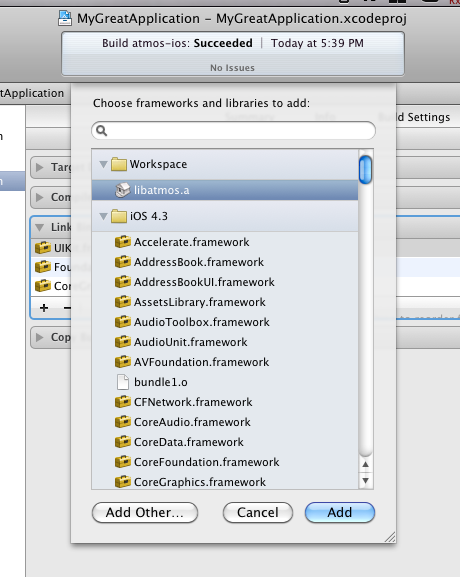 MyGreatApplication – MyGreatApplication.xcodeproj
Build atmos-ios: Succeeded | Today at 5:39 PM
No Issues
atApplication
Choose frameworks and libraries to add:
Build Settings
Workspace
Targ
libatmos.a
Comp
iOS 4.3
Link
Accelerate.framework
UIK
AddressBook.framework
Fou
AddressBookUI.framework
Cor
AssetsLibrary.framework
+ –
AudioToolbox.framework
Copy
AudioUnit.framework
AVFoundation.framework
bundle1.o
CFNetwork.framework
CoreAudio.framework
CoreData.framework
CoreFoundation.framework
CoreGraphics.framework
Add Other... Cancel Add